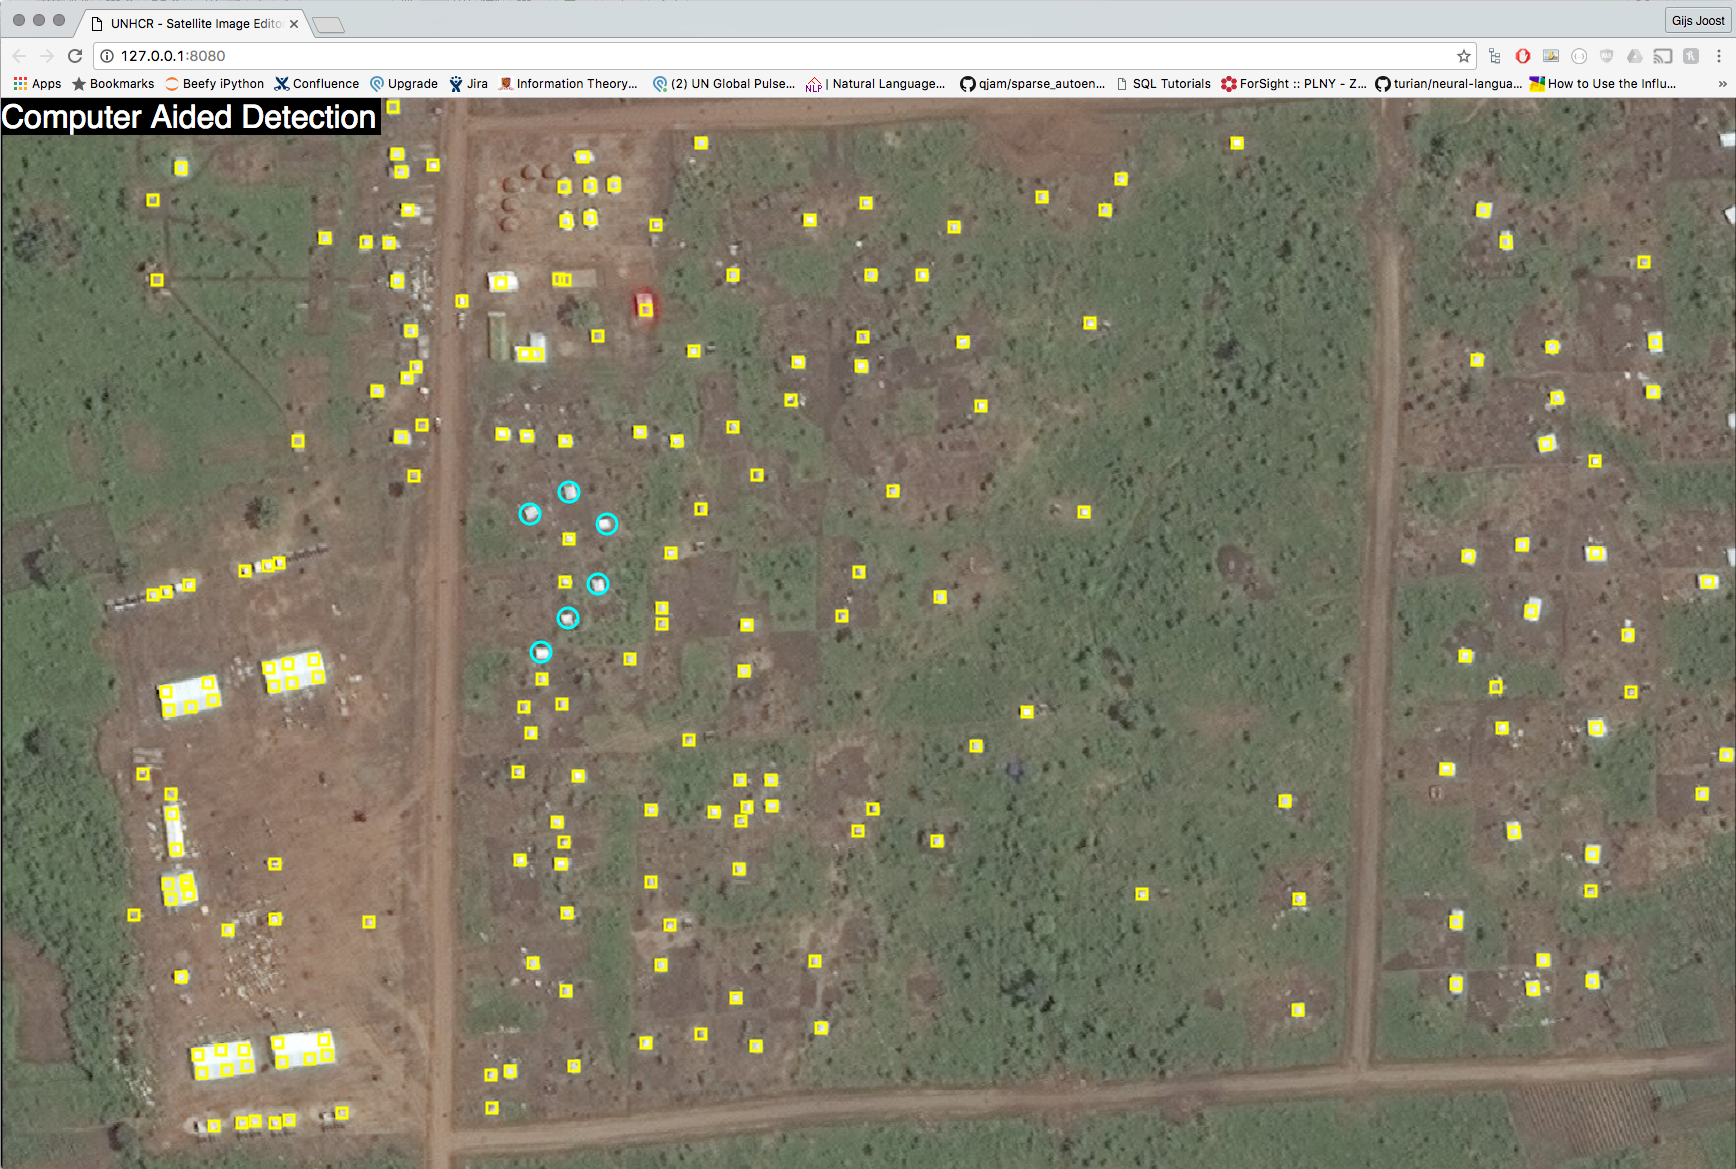 UNHCR - Satellite Image Edito
Gijs Joost
127.0.0.1:8080
Apps Bookmarks Beefy iPython Confluence Upgrade Jira Information Theory... (2) UN Global Pulse... NLP | Natural Language... qjam/sparse_autoen... SQL Tutorials ForSight :: PLNY - Z... turian/neural-langua... How to Use the Influ... »
Computer Aided Detection